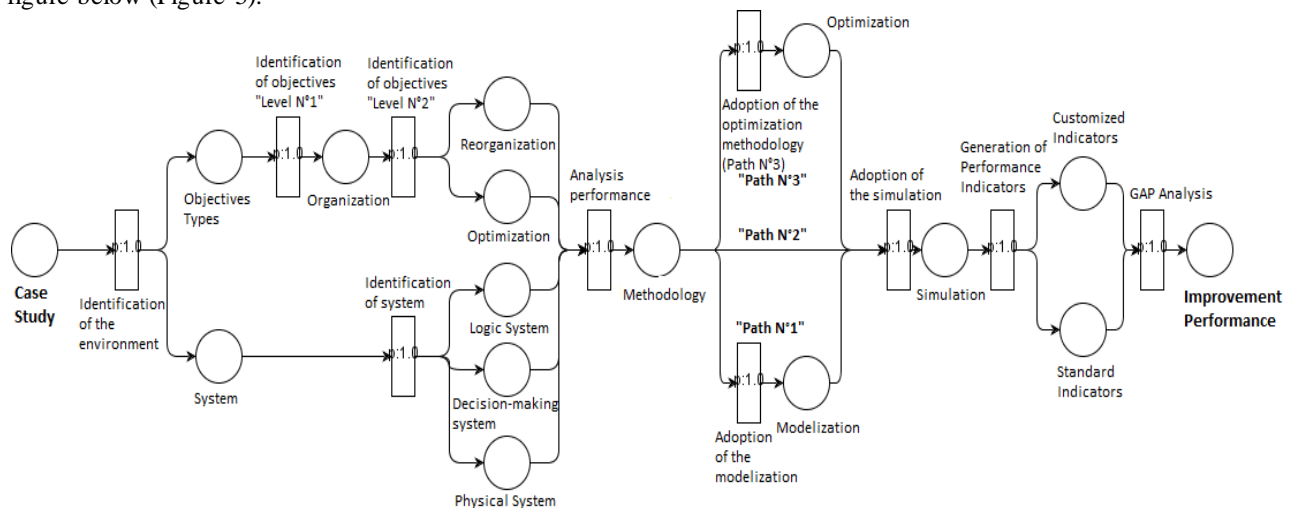 figure below (Figure 3).
Optimization
p:1.0
Identification
of objectives
"Level N°1"
Identification
of objectives
"Level N°2"
Adoption of the
optimization
methodology
(Path N°3)
"Path N°3"
Customized
Indicators
Reorganization
p:1.0
p:1.0
Objectives
Types
Organization
Analysis
performance
Adoption of
the simulation
Generation of
Performance
Indicators
GAP Analysis
Optimization
"Path N°2"
p:1.0
p:1.0
p:1.0
p:1.0
p:1.0
Case
Study
Identification
of the
environment
Identification
of system
Methodology
Simulation
Improvement
Performance
Logic System
"Path N°1"
p:1.0
p:1.0
System
Decision-making
system
Modelization
Standard
Indicators
Adoption
of the
modelization
Physical System